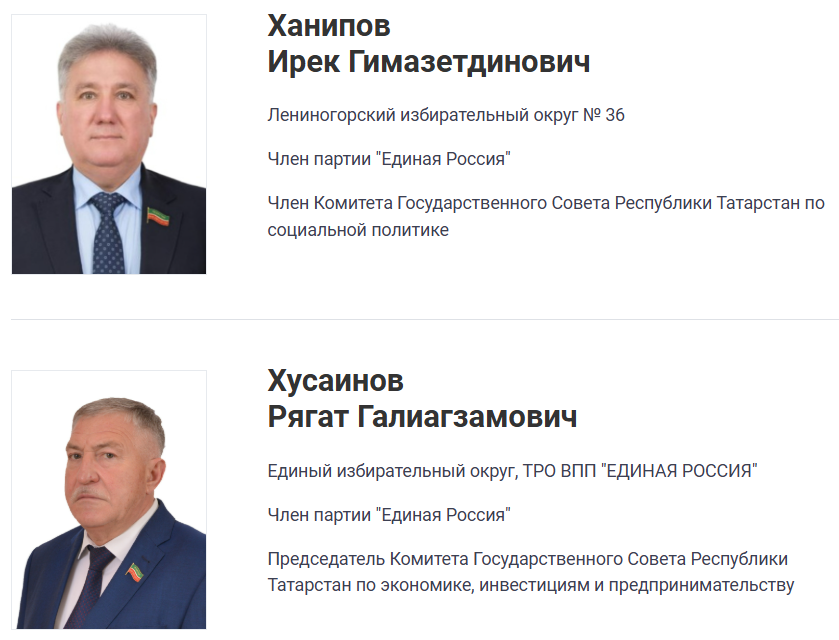 Ханипов
Ирек Гимазетдинович
Лениногорский избирательный округ № 36
Член партии "Единая Россия"
Член Комитета Государственного Совета Республики Татарстан по
социальной политике
Хусаинов
Рягат Галиагзамович
Единый избирательный округ, ТРО ВПП "ЕДИНАЯ РОССИЯ"
Член партии "Единая Россия"
Председатель Комитета Государственного Совета Республики
Татарстан по экономике, инвестициям и предпринимательству